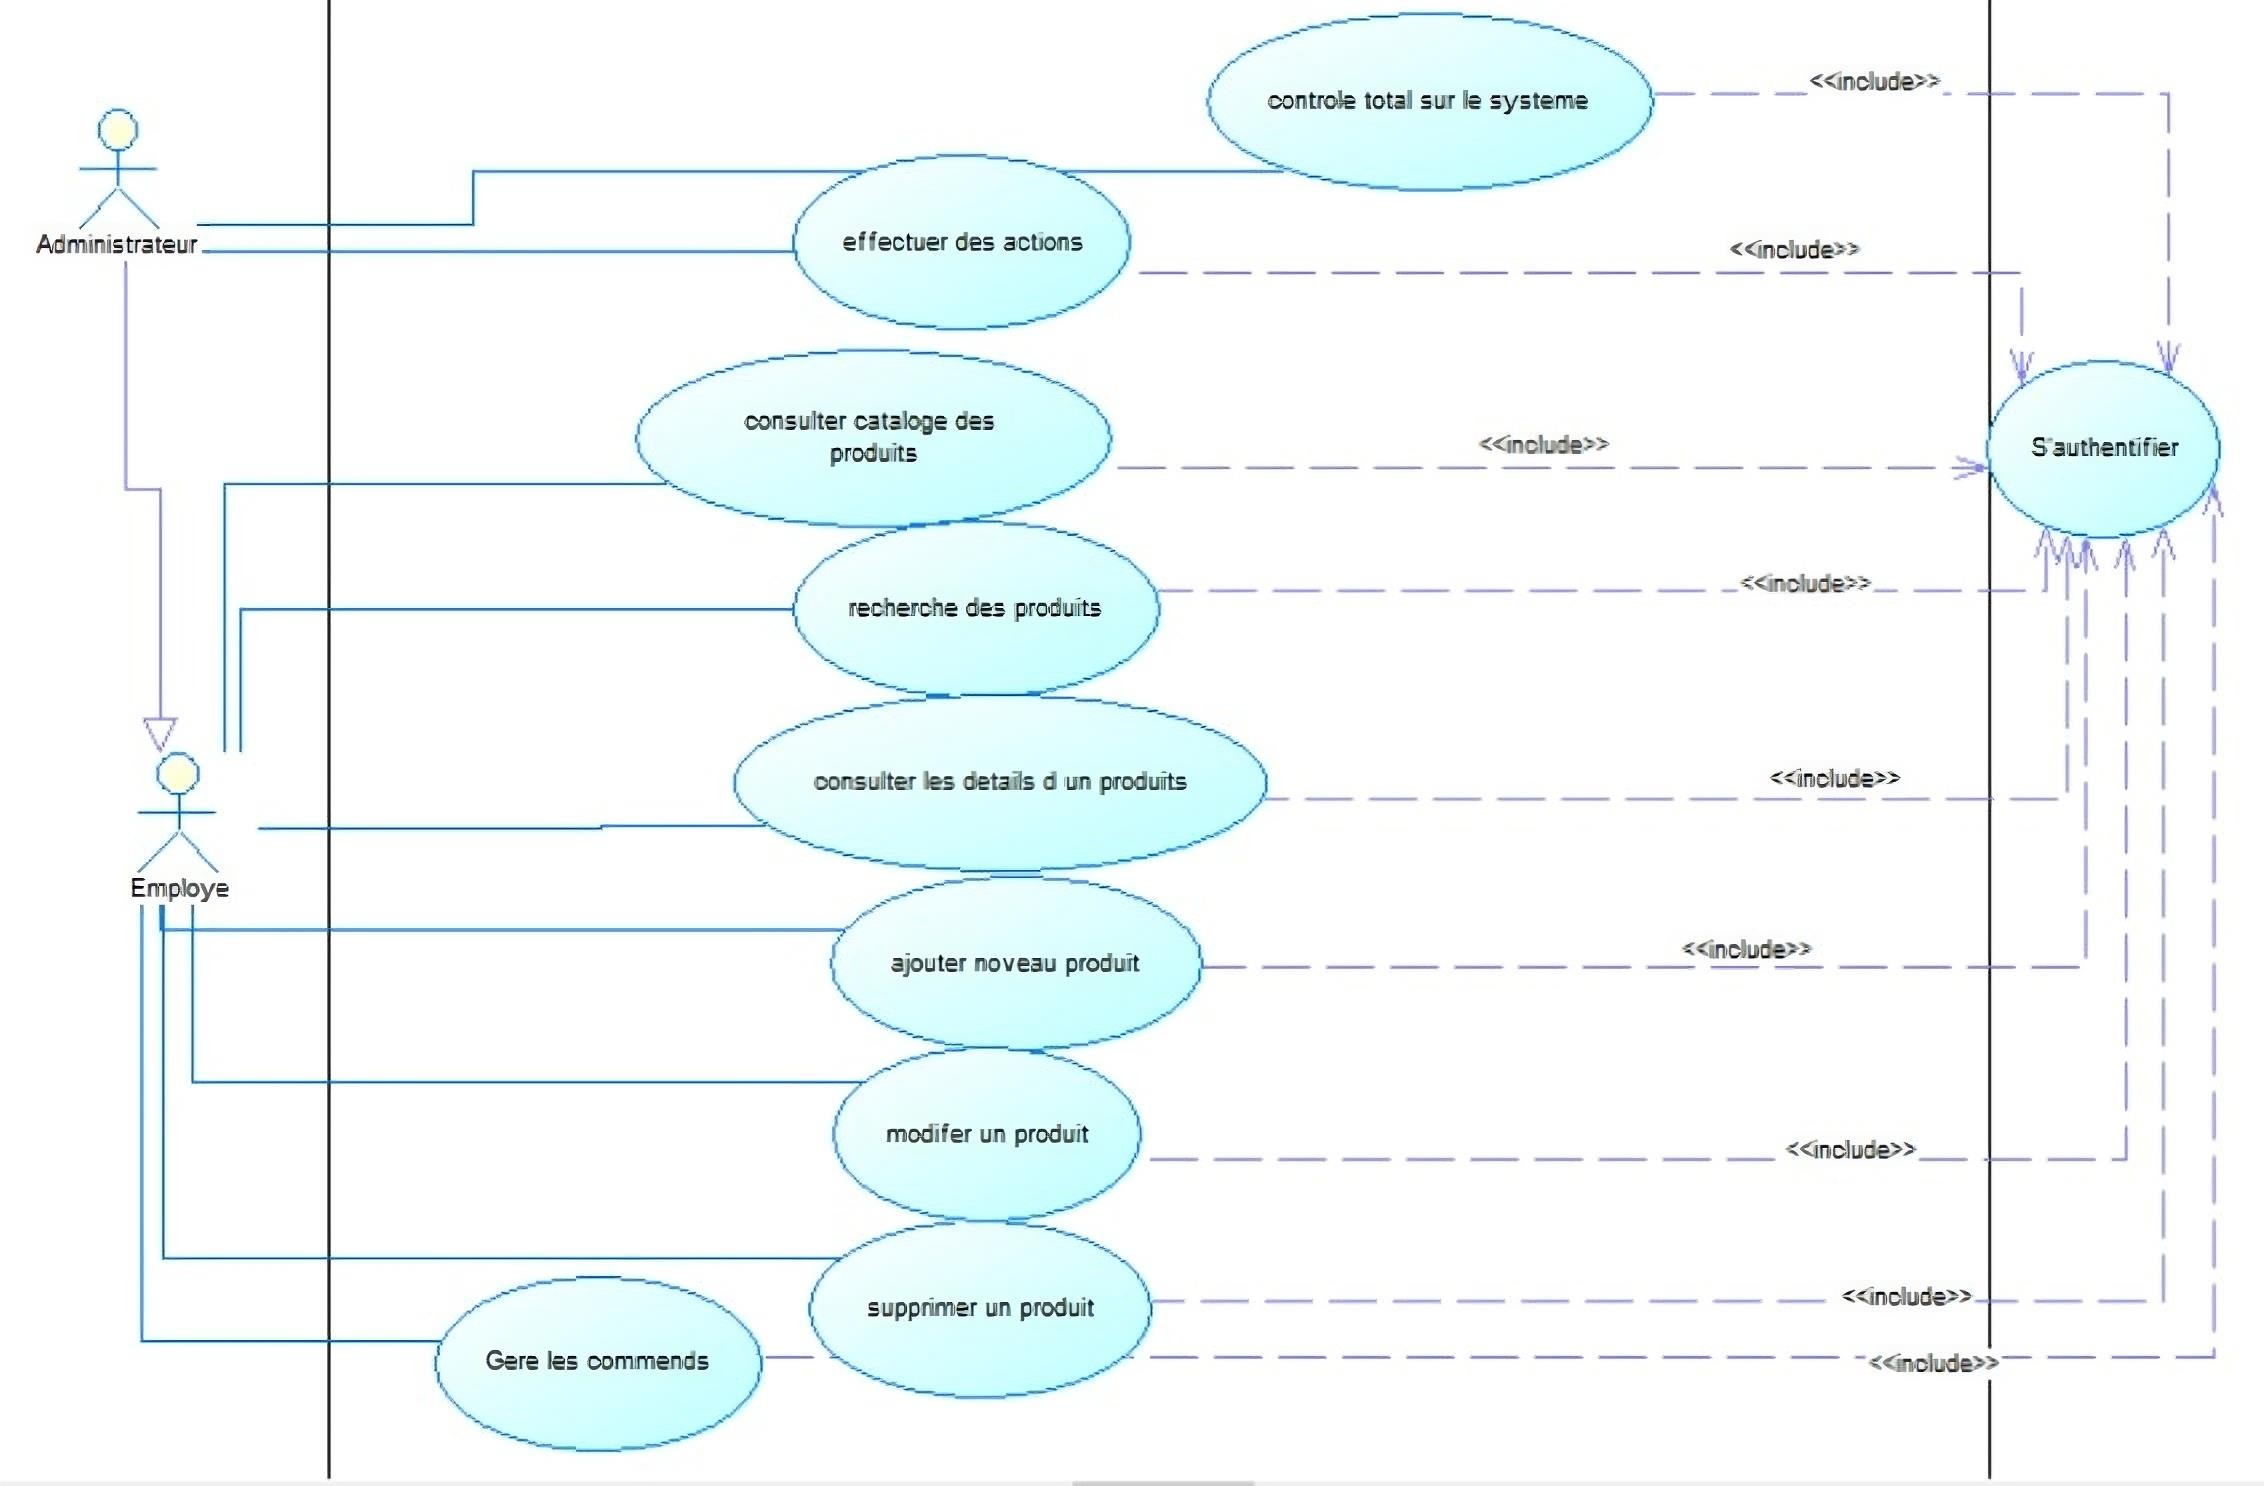 controle total sur le systeme
<<include>>
Administrateur
effectuer des actions
<<include>>
consulter cataloge des
produits
<<include>>
S'authentifier
recherche des produits
<<include>>
consulter les details d un produits
<<include>>
Employe
ajouter noveau produit
<<include>>
modifer un produit
<<include>>
supprimer un produit
<<include>>
Gere les commends
<<include>>